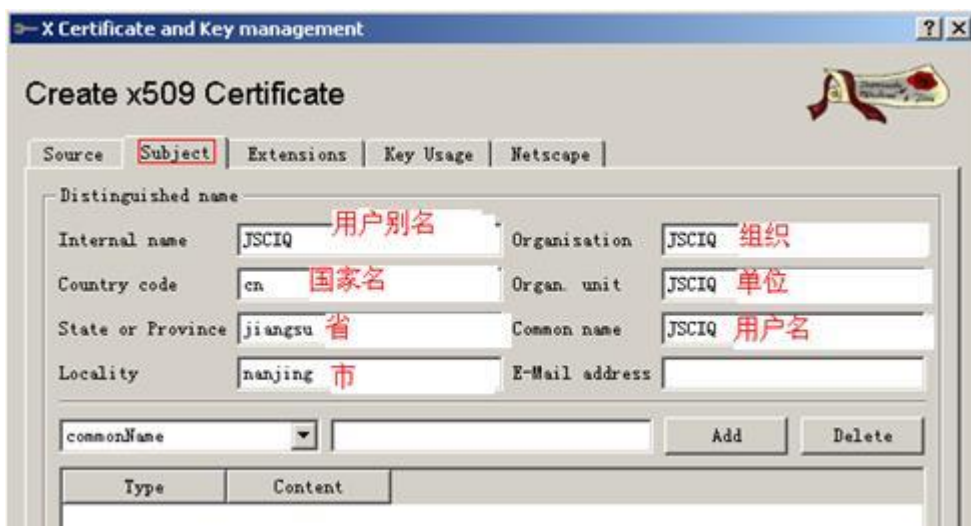 X Certificate and Key management
Create x509 Certificate
Source Subject Extensions Key Usage Netscape
Distinguished name
Internal name JSCIQ 用户别名 Organisation JSCIQ 组织
Country code cn 国家名 Organ. unit JSCIQ 单位
State or Province jiangsu 省 Common name JSCIQ 用户名
Locality nanjing 市 E-Mail address
commonName Add Delete
Type Content